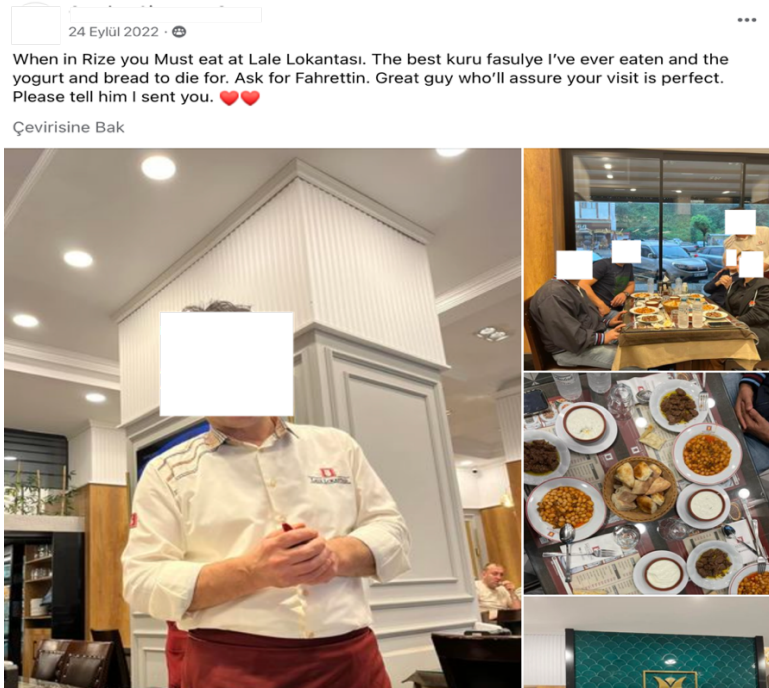 24 Eylül 2022 ·
When in Rize you Must eat at Lale Lokantası. The best kuru fasulye I've ever eaten and the
yogurt and bread to die for. Ask for Fahrettin. Great guy who'll assure your visit is perfect.
Please tell him I sent you. ❤️❤️
Çevirisine Bak